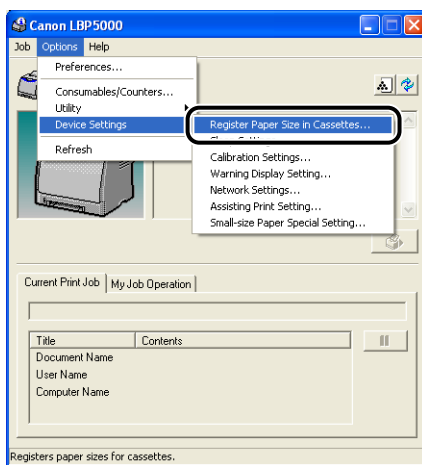 Canon LBP5000
Job Options Help
Preferences...
Consumables/Counters...
Utility
Device Settings
Refresh
Register Paper Size in Cassettes...
Calibration Settings...
Warning Display Setting...
Network Settings...
Assisting Print Setting...
Small-size Paper Special Setting...
Current Print Job My Job Operation
Title Contents
Document Name
User Name
Computer Name
Registers paper sizes for cassettes.